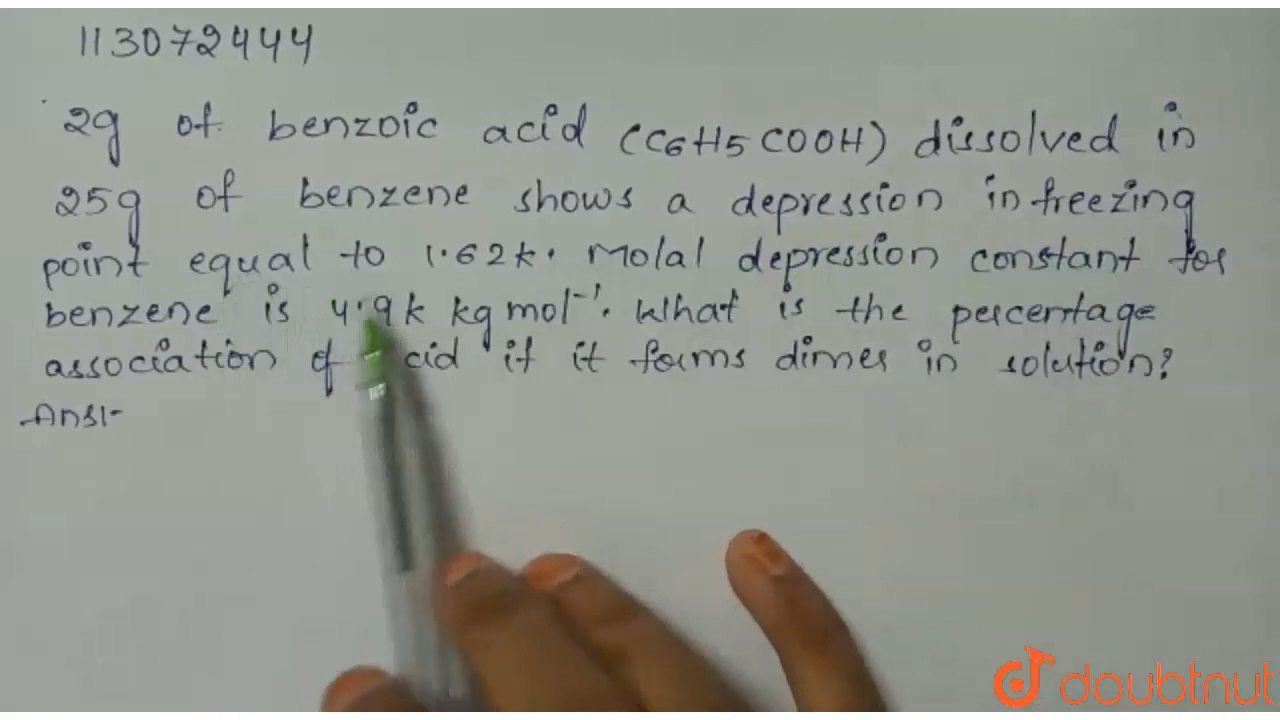 113072444
2g of benzoic acid (C6H5COOH) dissolved in
25g of benzene shows a depression in freezing
point equal to 1.62k. Molal depression constant for
benzene is 4.9k kg mol⁻¹. What is the percentage
association of acid if it forms dimer in solution?
Ans:-
doubtnut